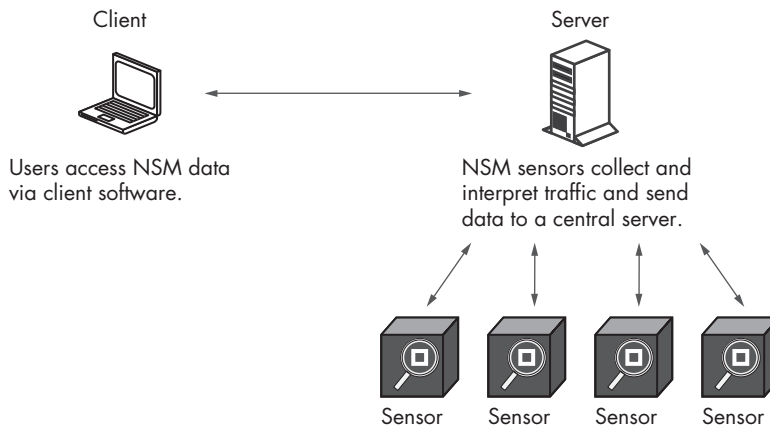 Client
Server
Users access NSM data
via client software.
NSM sensors collect and
interpret traffic and send
data to a central server.
Sensor
Sensor
Sensor
Sensor